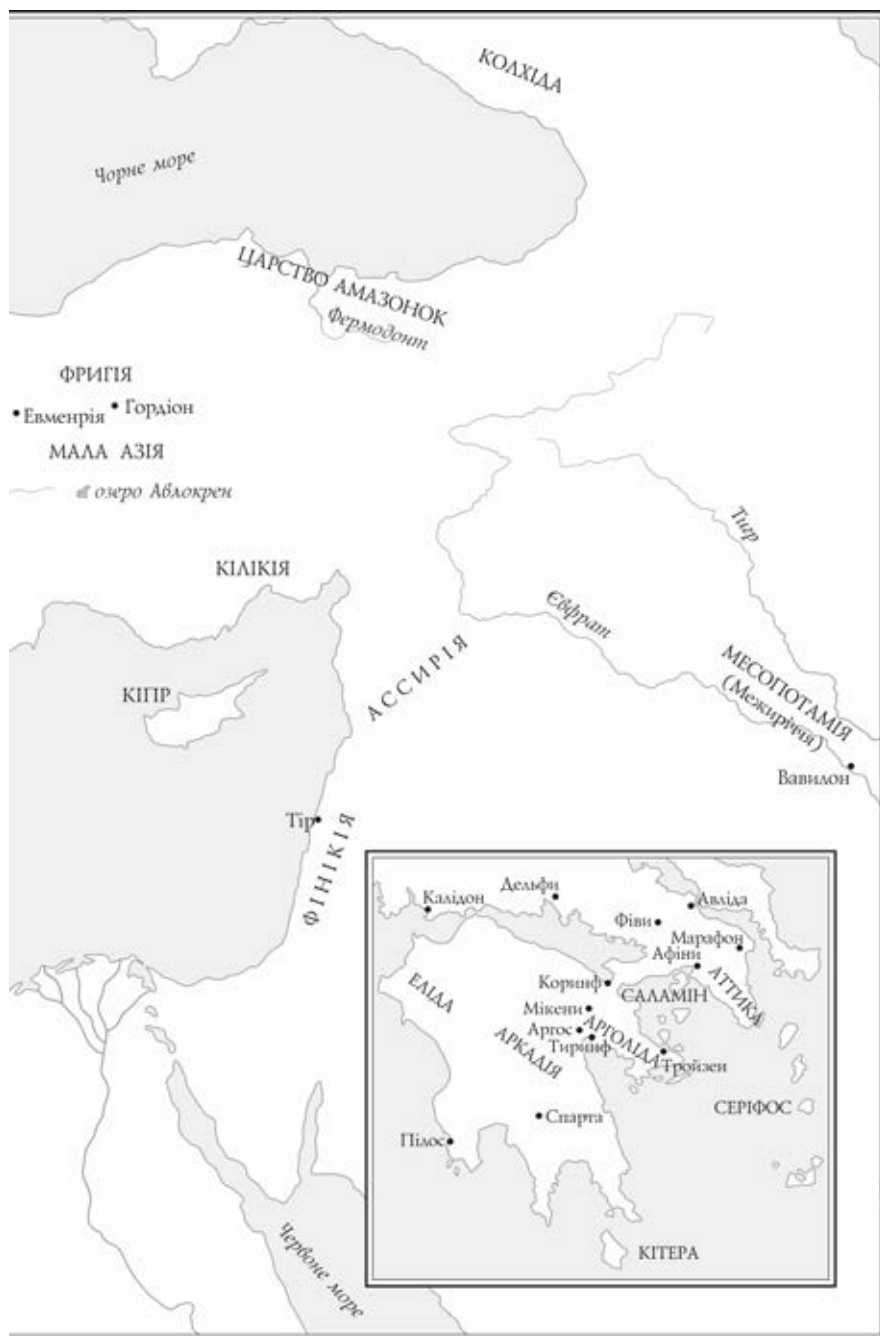 КОЛХІДА
Чорне море
ЦАРСТВО АМАЗОНОК
Фермодонт
ФРИГІЯ
Евменрія
Гордіон
МАЛА АЗІЯ
озеро Авлокрен
Тигр
КІЛІКІЯ
Євфрат
АССИРІЯ
МЕСОПОТАМІЯ
(Межиріччя)
КІПР
Вавилон
Тір
ФІНІКІЯ
Червоне море
Дельфи
Калідон
Авліда
Фіви
Марафон
Афіни
АТТИКА
Коринф
САЛАМІН
ЕЛІДА
Мікени
Аргос
АРГОЛІДА
Тиринф
АРКАДІЯ
Тройзен
СЕРІФОС
Спарта
Пілос
КІТЕРА